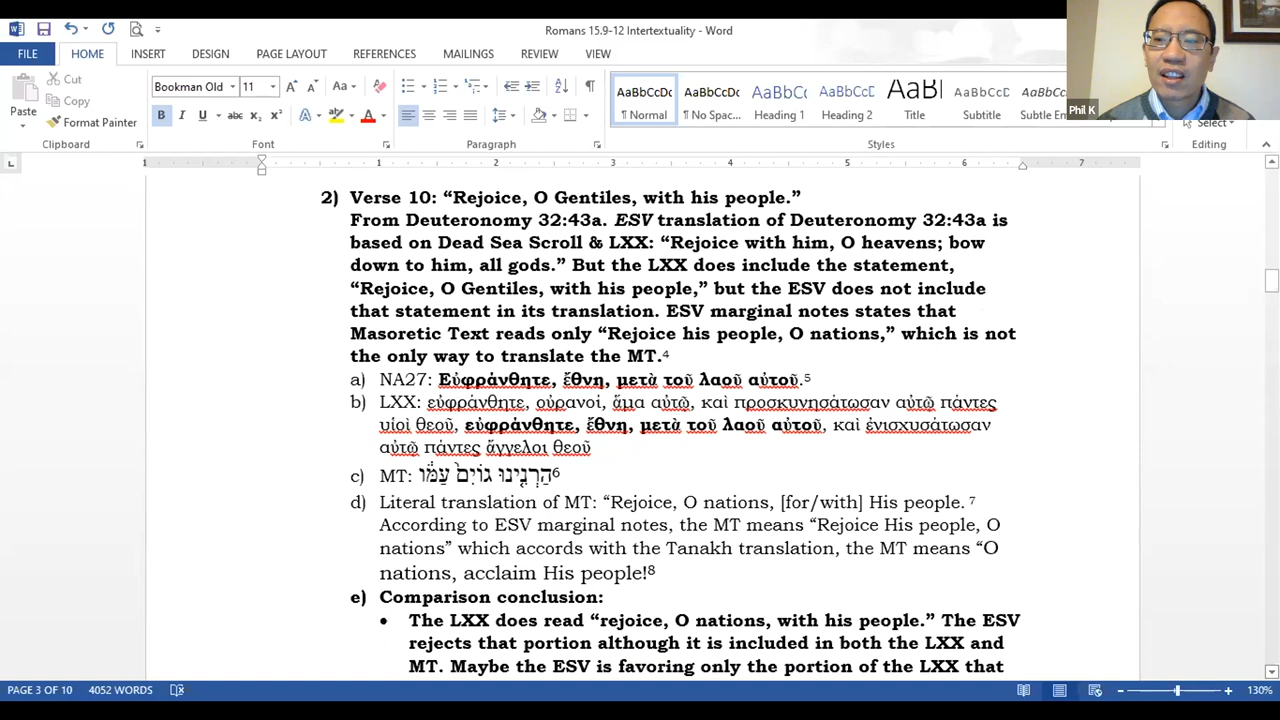 Romans 15.9-12 Intertextuality - Word
FILE HOME INSERT DESIGN PAGE LAYOUT REFERENCES MAILINGS REVIEW VIEW
Cut
Copy
Format Painter
Paste
Bookman Old 11
AaBbCcDc AaBbCcDc AaBbCc AaBbCcD AaBl AaBbCcD
¶ Normal ¶ No Spac... Heading 1 Heading 2 Title Subtitle Subtle Em
Phil K
Select
Clipboard Font Paragraph Styles Editing
1 1 2 3 4 5 6 7
2) Verse 10: “Rejoice, O Gentiles, with his people.”
From Deuteronomy 32:43a. ESV translation of Deuteronomy 32:43a is
based on Dead Sea Scroll & LXX: “Rejoice with him, O heavens; bow
down to him, all gods.” But the LXX does include the statement,
“Rejoice, O Gentiles, with his people,” but the ESV does not include
that statement in its translation. ESV marginal notes states that
Masoretic Text reads only “Rejoice his people, O nations,” which is not
the only way to translate the MT.4
a) NA27: Εὐφράνθητε, ἔθνη, μετὰ τοῦ λαοῦ αὐτοῦ.5
b) LXX: εὐφράνθητε, οὐρανοί, ἅμα αὐτῷ, καὶ προσκυνησάτωσαν αὐτῷ πάντες
υἱοὶ θεοῦ, εὐφράνθητε, ἔθνη, μετὰ τοῦ λαοῦ αὐτοῦ, καὶ ἐνισχυσάτωσαν
αὐτῷ πάντες ἄγγελοι θεοῦ
c) MT: הַרְנִ֤ינוּ גוֹיִם֙ עַמּ֔וֹ6
d) Literal translation of MT: “Rejoice, O nations, [for/with] His people. 7
According to ESV marginal notes, the MT means “Rejoice His people, O
nations” which accords with the Tanakh translation, the MT means “O
nations, acclaim His people!8
e) Comparison conclusion:
• The LXX does read “rejoice, O nations, with his people.” The ESV
rejects that portion although it is included in both the LXX and
MT. Maybe the ESV is favoring only the portion of the LXX that
PAGE 3 OF 10 4052 WORDS 130%